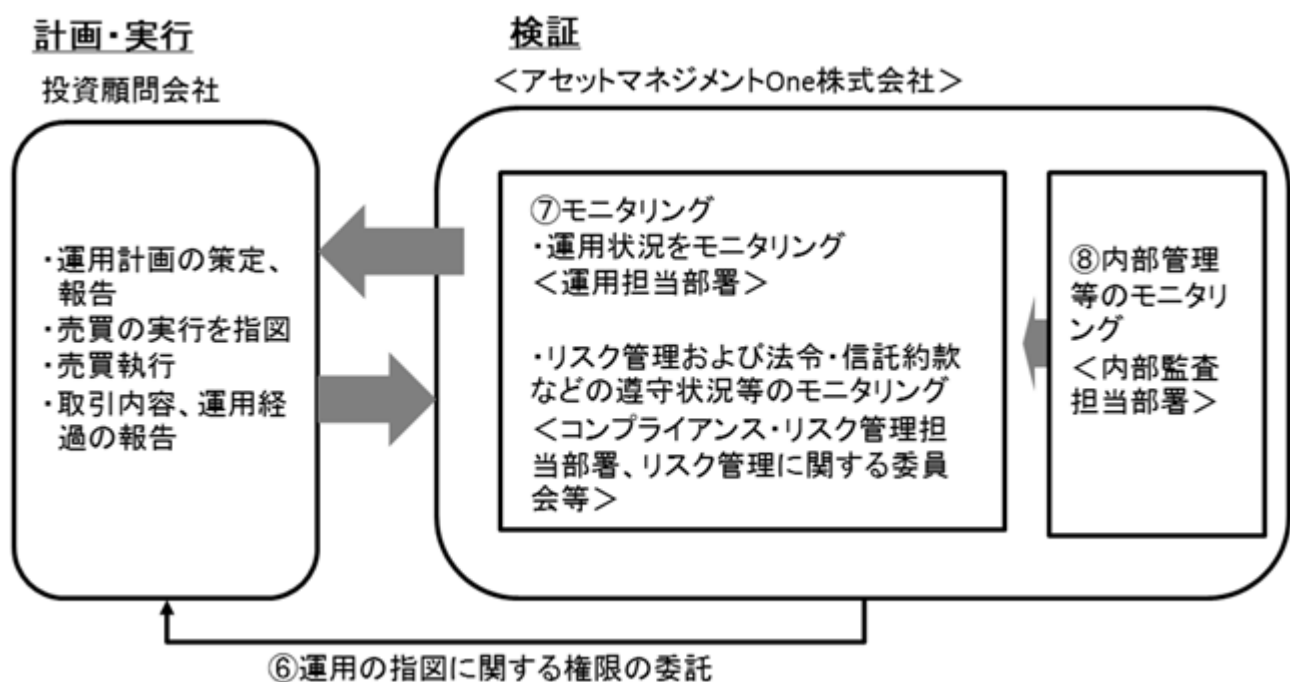 計画・実行
投資顧問会社
・運用計画の策定、
報告
・売買の実行を指図
・売買執行
・取引内容、運用経
過の報告
検証
＜アセットマネジメントOne株式会社＞
⑦モニタリング
・運用状況をモニタリング
＜運用担当部署＞
・リスク管理および法令・信託約款
などの遵守状況等のモニタリング
＜コンプライアンス・リスク管理担
当部署、リスク管理に関する委員
会等＞
⑧内部管理
等のモニタリ
ング
＜内部監査
担当部署＞
⑥運用の指図に関する権限の委託